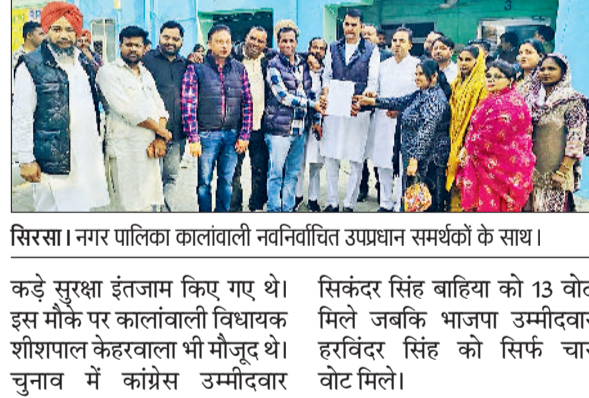 सिरसा। नगर पालिका कालांवाली नवनिर्वाचित उपप्रधान समर्थकों के साथ।
कड़े सुरक्षा इंतजाम किए गए थे।
इस मौके पर कालांवाली विधायक
शीशपाल केहरवाला भी मौजूद थे।
चुनाव में कांग्रेस उम्मीदवार
सिकंदर सिंह बाहिया को 13 वोट
मिले जबकि भाजपा उम्मीदवार
हरविंदर सिंह को सिर्फ चार
वोट मिले।